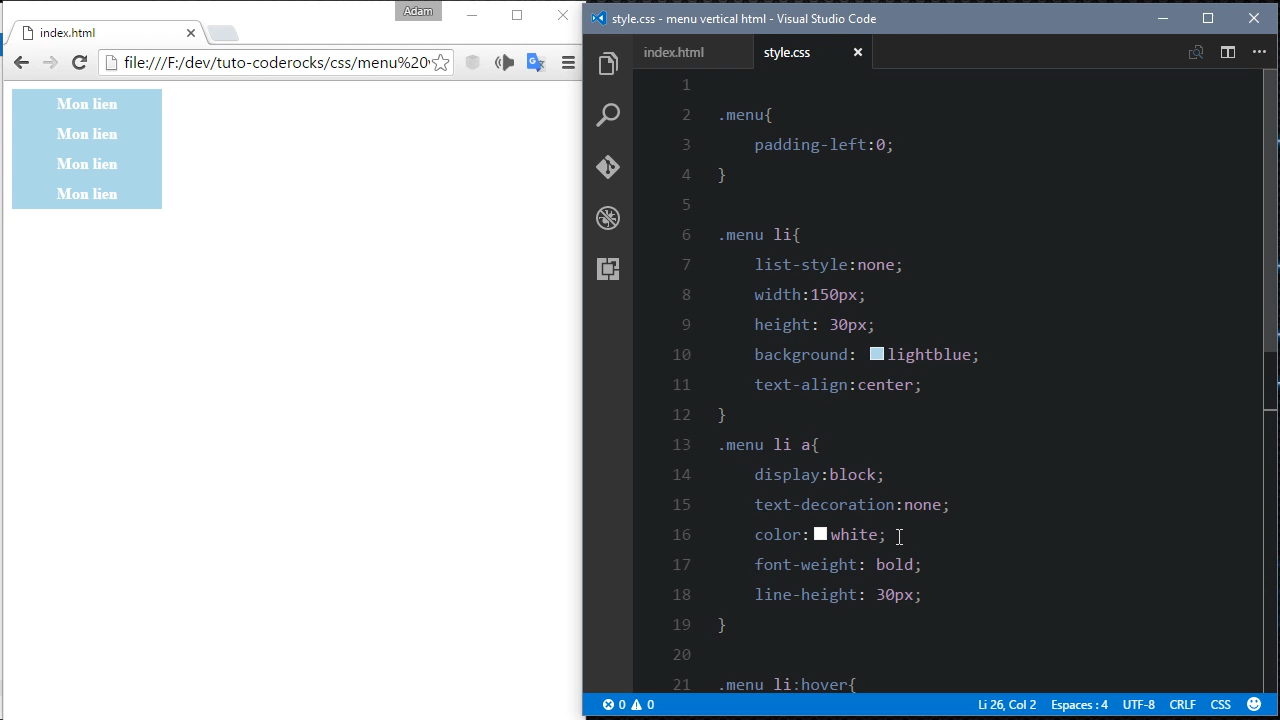 Adam
index.html
file:///F:/dev/tuto-coderocks/css/menu%20
Mon lien
Mon lien
Mon lien
Mon lien
style.css - menu vertical html - Visual Studio Code
index.html
style.css
1
2 .menu{
3 padding-left:0;
4 }
5
6 .menu li{
7 list-style:none;
8 width:150px;
9 height: 30px;
10 background: lightblue;
11 text-align:center;
12 }
13 .menu li a{
14 display:block;
15 text-decoration:none;
16 color: white;
17 font-weight: bold;
18 line-height: 30px;
19 }
20
21 .menu li:hover{
0 0 Li 26, Col 2 Espaces : 4 UTF-8 CRLF CSS